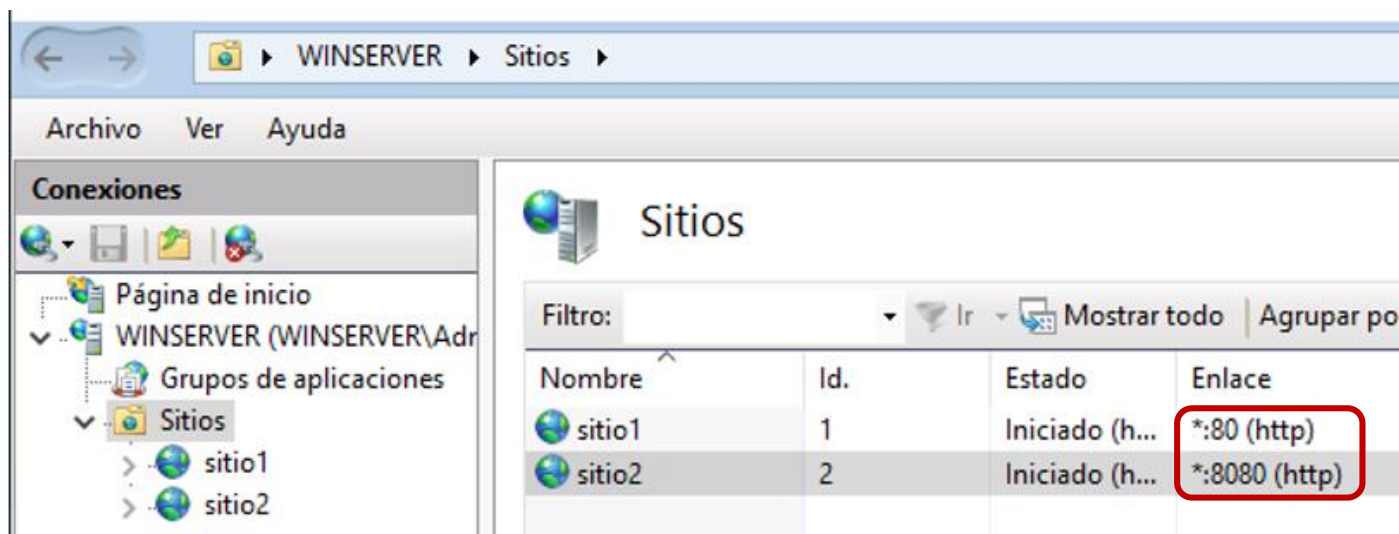 WINSERVER Sitios
Archivo Ver Ayuda
Conexiones
Página de inicio
WINSERVER (WINSERVER\Adr
Grupos de aplicaciones
Sitios
sitio1
sitio2
Sitios
Filtro: Ir Mostrar todo Agrupar po
Nombre Id. Estado Enlace
sitio1 1 Iniciado (h... *:80 (http)
sitio2 2 Iniciado (h... *:8080 (http)